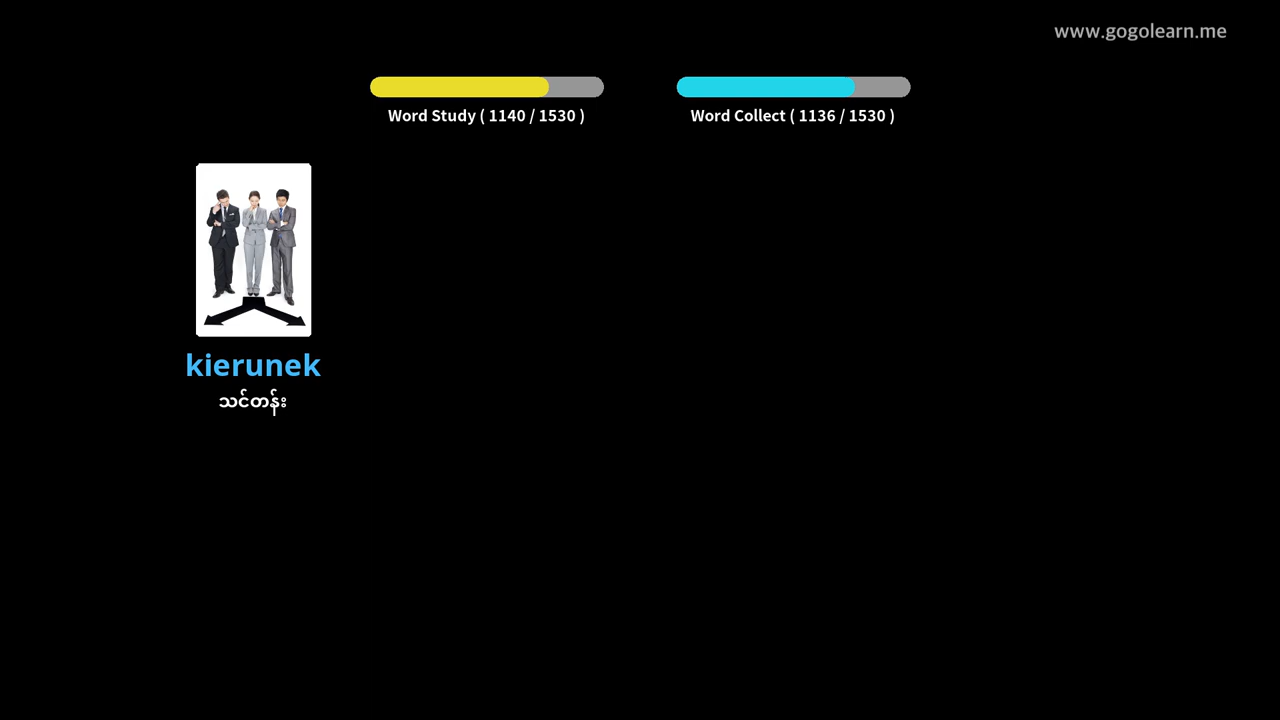 www.gogolearn.me
Word Study ( 1140 / 1530 )
Word Collect ( 1136 / 1530 )
kierunek
သင်တန်း